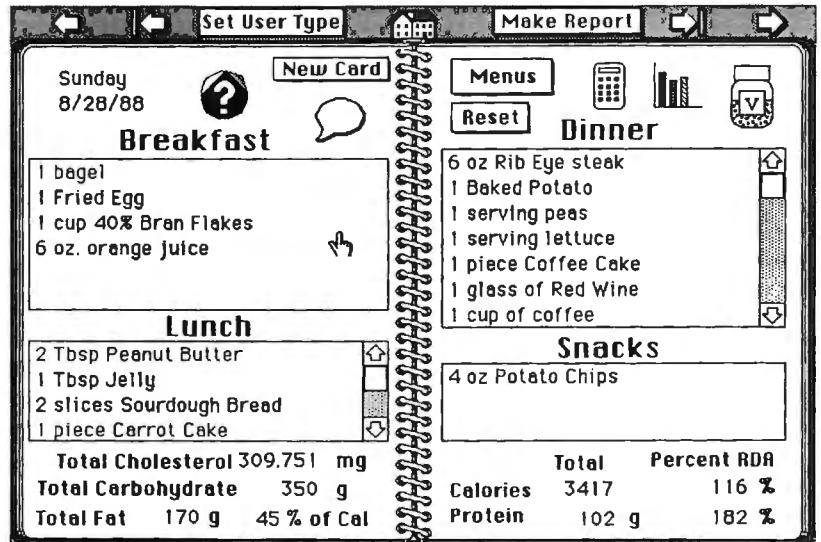 Set User Type
Make Report
Sunday
8/28/88
?
New Card
Breakfast
1 bagel
1 Fried Egg
1 cup 40% Bran Flakes
6 oz. orange juice
Lunch
2 Tbsp Peanut Butter
1 Tbsp Jelly
2 slices Sourdough Bread
1 piece Carrot Cake
Total Cholesterol 309.751 mg
Total Carbohydrate 350 g
Total Fat 170 g 45 % of Cal
Menus
Reset
V
Dinner
6 oz Rib Eye steak
1 Baked Potato
1 serving peas
1 serving lettuce
1 piece Coffee Cake
1 glass of Red Wine
1 cup of coffee
Snacks
4 oz Potato Chips
Total Percent RDA
Calories 3417 116 %
Protein 102 g 182 %